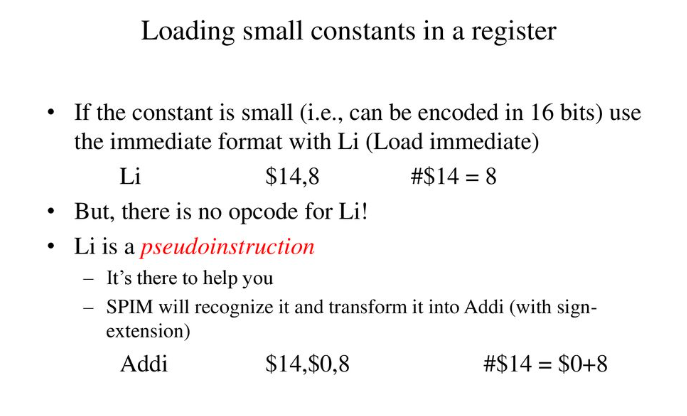 Loading small constants in a register
• If the constant is small (i.e., can be encoded in 16 bits) use
the immediate format with Li (Load immediate)
Li $14,8 #$14 = 8
• But, there is no opcode for Li!
• Li is a pseudoinstruction
– It's there to help you
– SPIM will recognize it and transform it into Addi (with sign-
extension)
Addi $14,$0,8 #$14 = $0+8